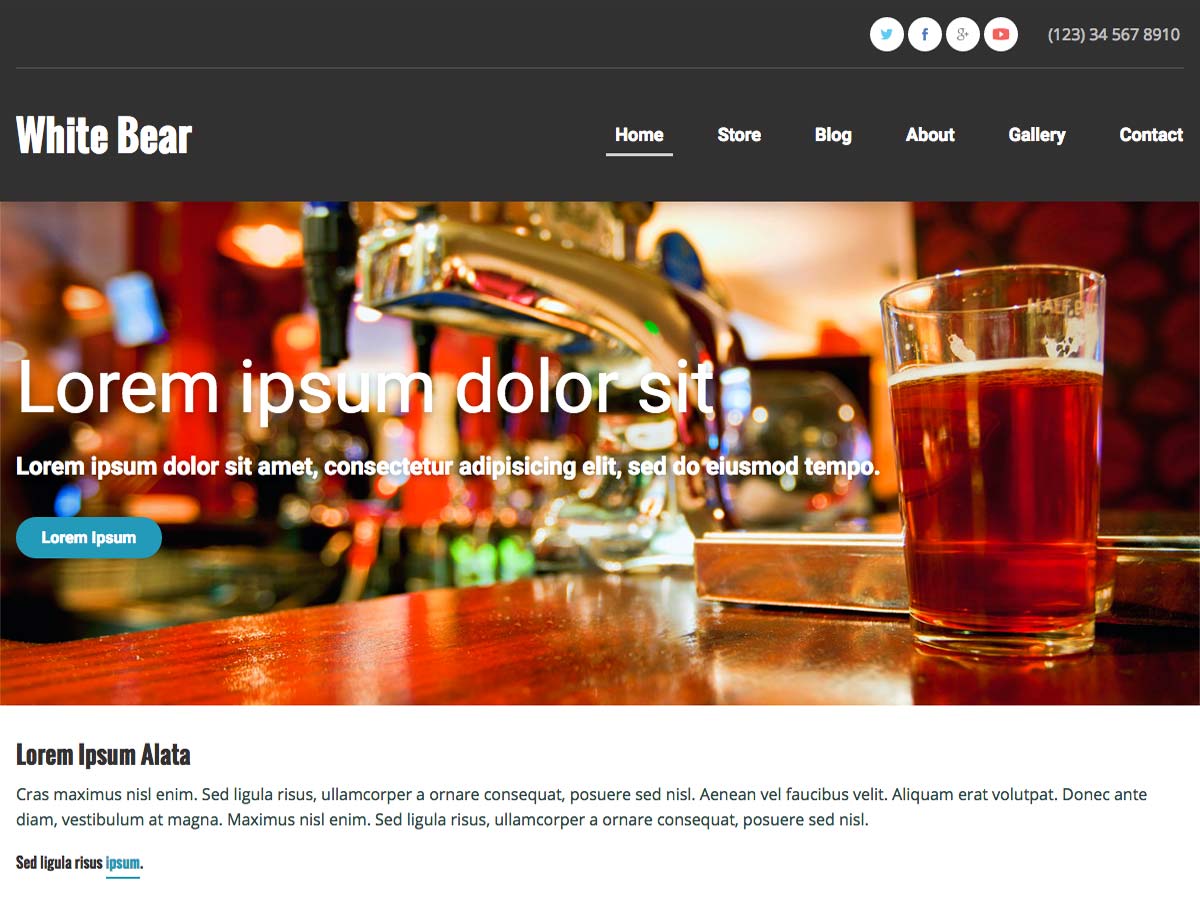 (123) 34 567 8910
White Bear
Home Store Blog About Gallery Contact
Lorem ipsum dolor sit
Lorem ipsum dolor sit amet, consectetur adipisicing elit, sed do eiusmod tempo.
Lorem Ipsum
Lorem Ipsum Alata
Cras maximus nisl enim. Sed ligula risus, ullamcorper a ornare consequat, posuere sed nisl. Aenean vel faucibus velit. Aliquam erat volutpat. Donec ante
diam, vestibulum at magna. Maximus nisl enim. Sed ligula risus, ullamcorper a ornare consequat, posuere sed nisl.
Sed ligula risus ipsum.